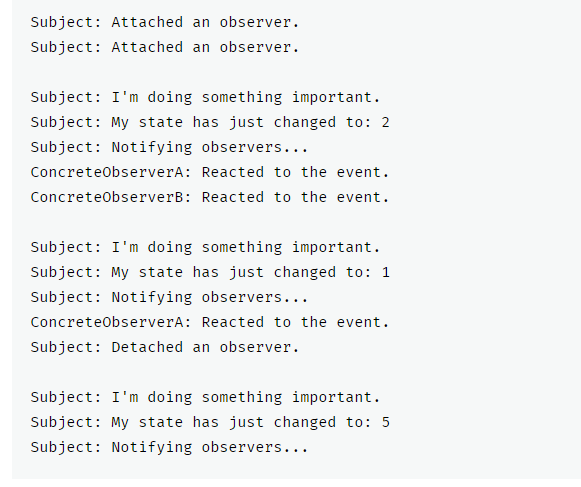 Subject: Attached an observer.
Subject: Attached an observer.
Subject: I'm doing something important.
Subject: My state has just changed to: 2
Subject: Notifying observers...
ConcreteObserverA: Reacted to the event.
ConcreteObserverB: Reacted to the event.
Subject: I'm doing something important.
Subject: My state has just changed to: 1
Subject: Notifying observers...
ConcreteObserverA: Reacted to the event.
Subject: Detached an observer.
Subject: I'm doing something important.
Subject: My state has just changed to: 5
Subject: Notifying observers...